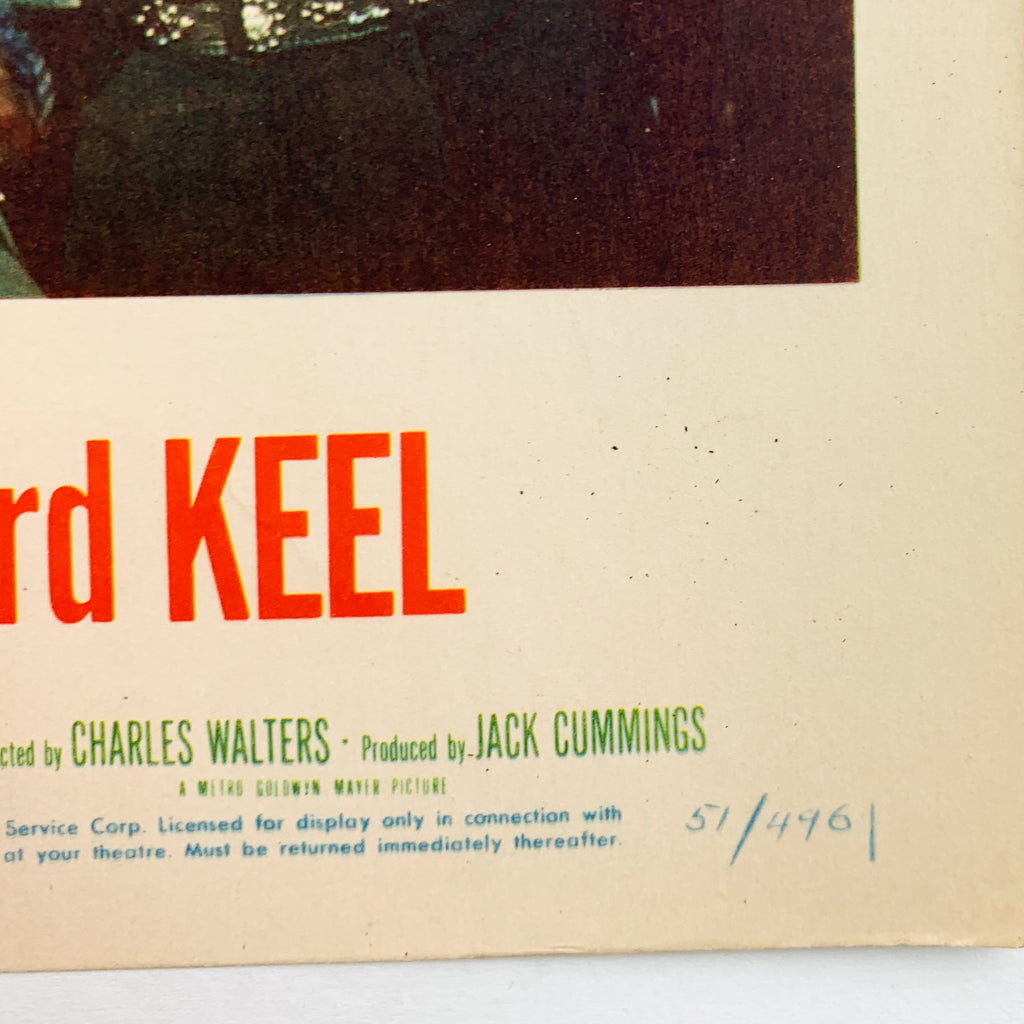 rd KEEL
cted by CHARLES WALTERS · Produced by JACK CUMMINGS
A METRO GOLDWYN MAYER PICTURE
Service Corp. Licensed for display only in connection with
at your theatre. Must be returned immediately thereafter.
51/496|